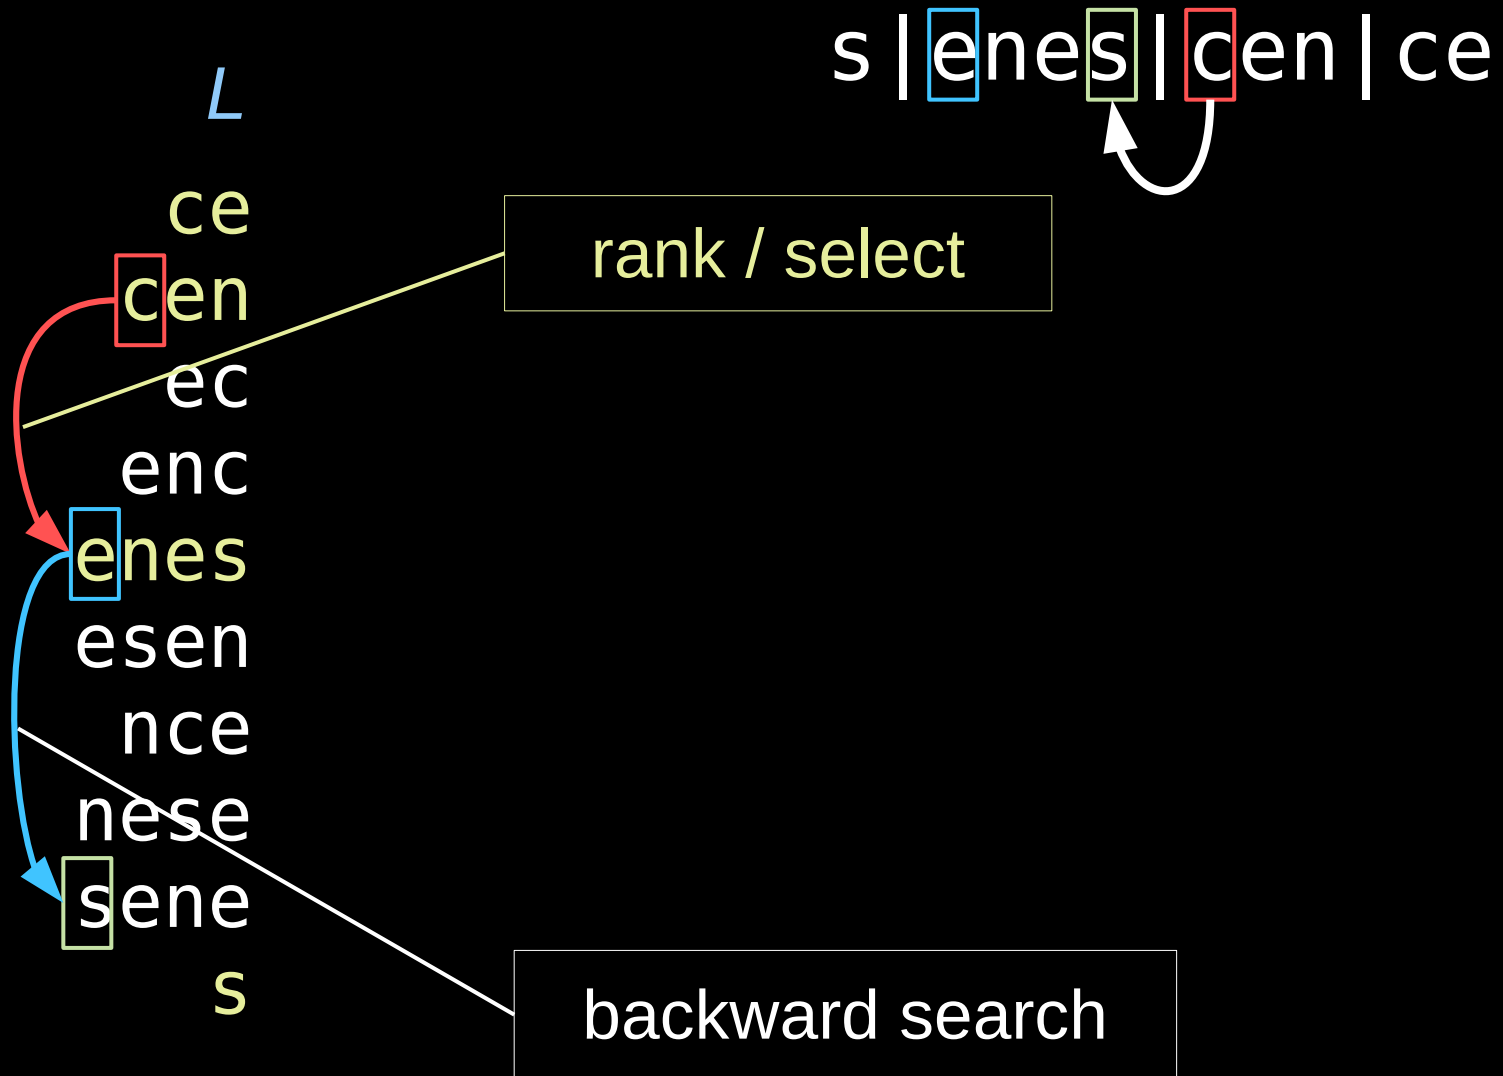 s|enes|cen|ce
L
ce
cen
ec
enc
enes
esen
nce
nese
sene
s
rank / select
backward search